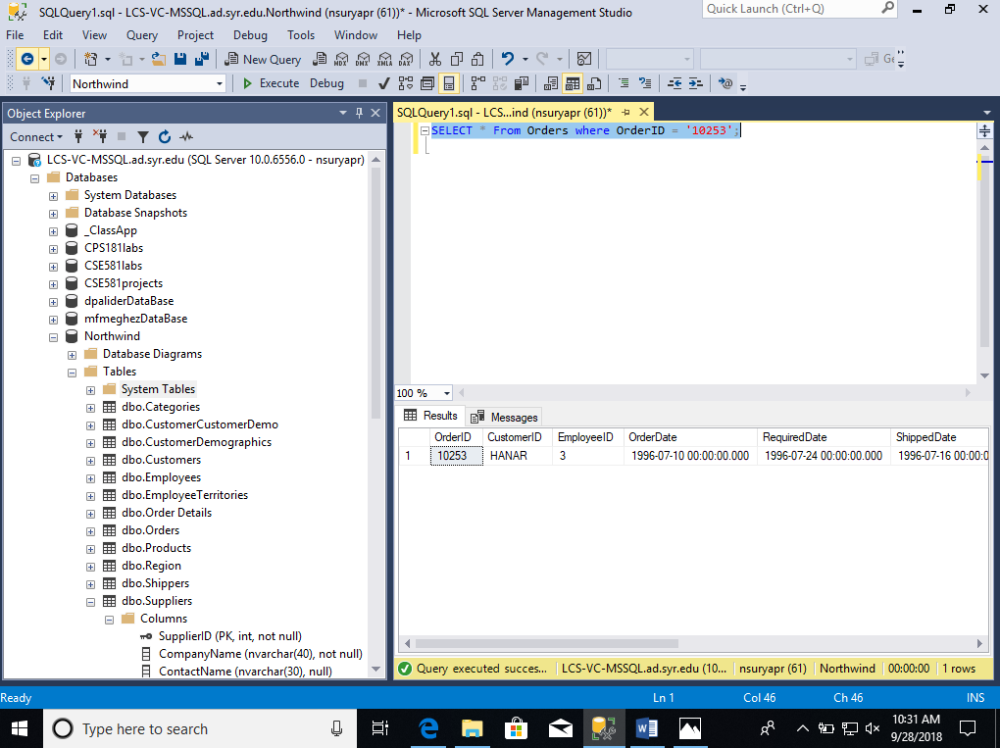 SQLQuery1.sql - LCS-VC-MSSQL.ad.syr.edu.Northwind (nsuryapr (61))* - Microsoft SQL Server Management Studio
Quick Launch (Ctrl+Q)
File Edit View Query Project Debug Tools Window Help
New Query
MDX DMX XMLA DAX
Northwind
Execute Debug
Object Explorer
Connect
LCS-VC-MSSQL.ad.syr.edu (SQL Server 10.0.6556.0 - nsuryapr)
Databases
System Databases
Database Snapshots
_ClassApp
CPS181labs
CSE581labs
CSE581projects
dpaliderDataBase
mfmeghezDataBase
Northwind
Database Diagrams
Tables
System Tables
dbo.Categories
dbo.CustomerCustomerDemo
dbo.CustomerDemographics
dbo.Customers
dbo.Employees
dbo.EmployeeTerritories
dbo.Order Details
dbo.Orders
dbo.Products
dbo.Region
dbo.Shippers
dbo.Suppliers
Columns
SupplierID (PK, int, not null)
CompanyName (nvarchar(40), not null)
ContactName (nvarchar(30), null)
SQLQuery1.sql - LCS...ind (nsuryapr (61))*
SELECT * From Orders where OrderID = '10253';
100 %
Results Messages
OrderID CustomerID EmployeeID OrderDate RequiredDate ShippedDate
1 10253 HANAR 3 1996-07-10 00:00:00.000 1996-07-24 00:00:00.000 1996-07-16 00:00:0
Query executed succes... LCS-VC-MSSQL.ad.syr.edu (10... nsuryapr (61) Northwind 00:00:00 1 rows
Ready Ln 1 Col 46 Ch 46 INS
Type here to search
10:31 AM
9/28/2018